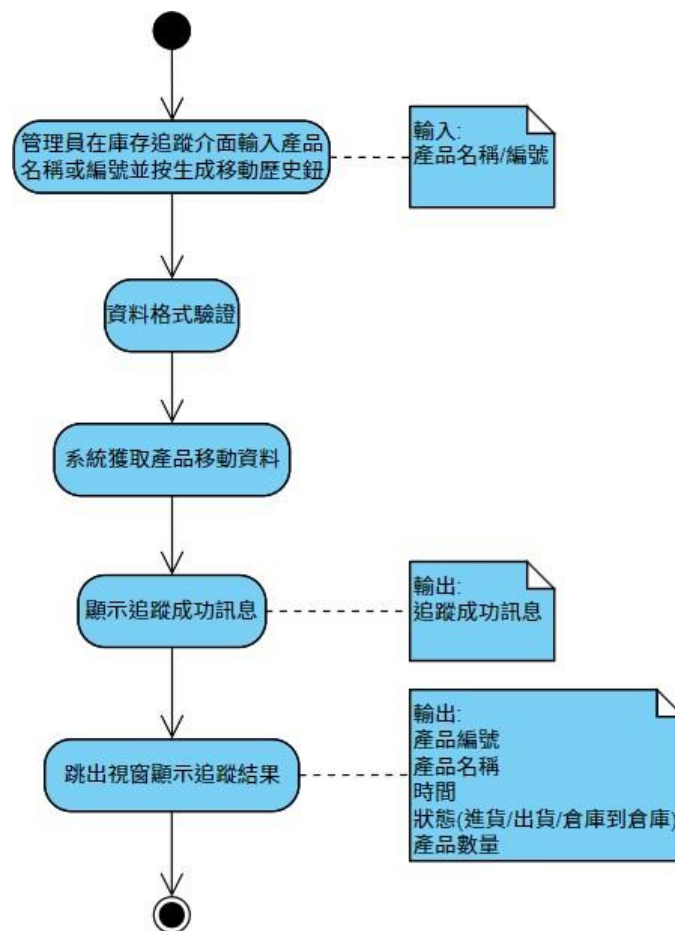 管理員在庫存追蹤介面輸入產品
名稱或編號並按生成移動歷史鈕
輸入:
產品名稱/編號
資料格式驗證
系統獲取產品移動資料
顯示追蹤成功訊息
輸出:
追蹤成功訊息
跳出視窗顯示追蹤結果
輸出:
產品編號
產品名稱
時間
狀態(進貨/出貨/倉庫到倉庫)
產品數量